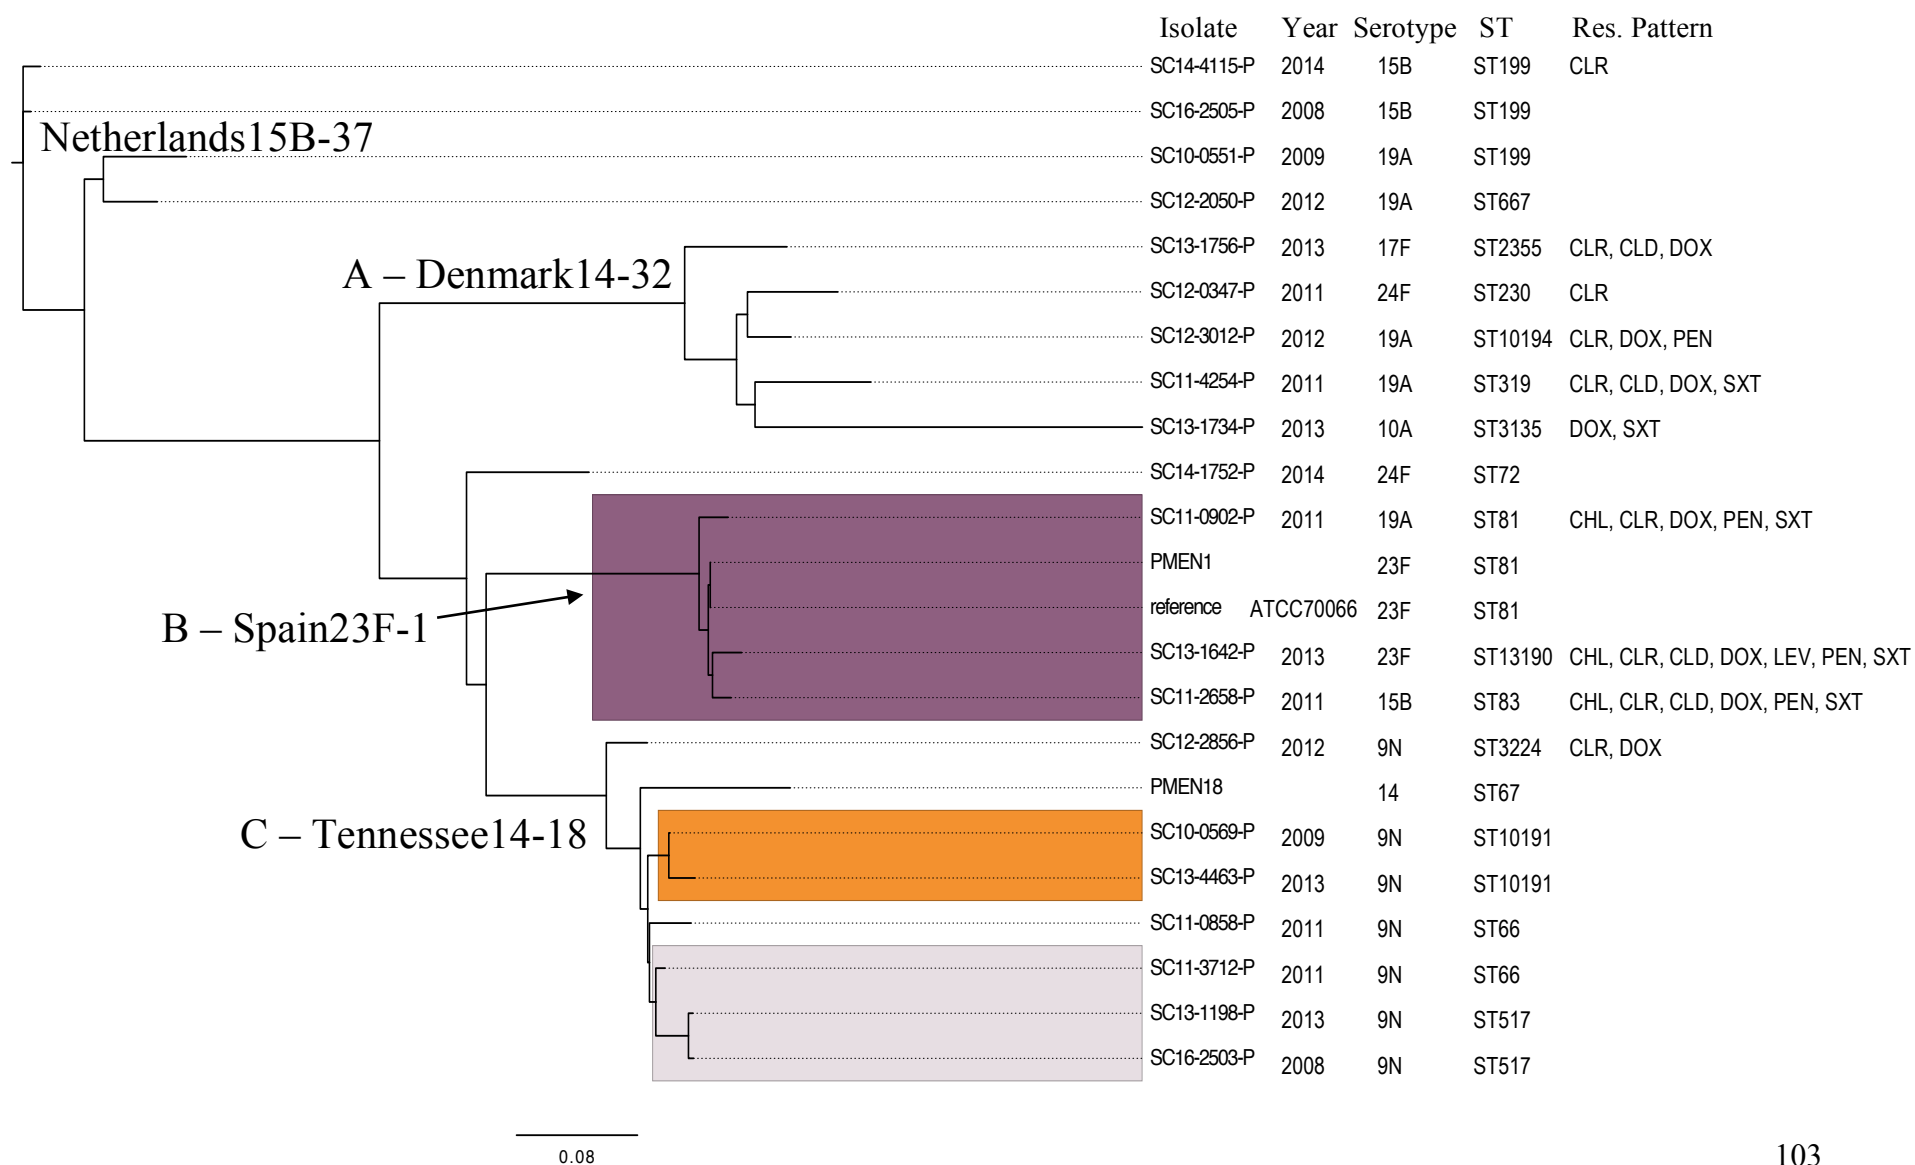 Isolate Year Serotype ST Res. Pattern
SC14-4115-P 2014 15B ST199 CLR
SC16-2505-P 2008 15B ST199
Netherlands15B-37
SC10-0551-P 2009 19A ST199
SC12-2050-P 2012 19A ST667
SC13-1756-P 2013 17F ST2355 CLR, CLD, DOX
A – Denmark14-32
SC12-0347-P 2011 24F ST230 CLR
SC12-3012-P 2012 19A ST10194 CLR, DOX, PEN
SC11-4254-P 2011 19A ST319 CLR, CLD, DOX, SXT
SC13-1734-P 2013 10A ST3135 DOX, SXT
SC14-1752-P 2014 24F ST72
SC11-0902-P 2011 19A ST81 CHL, CLR, DOX, PEN, SXT
PMEN1 23F ST81
reference ATCC70066 23F ST81
B – Spain23F-1
SC13-1642-P 2013 23F ST13190 CHL, CLR, CLD, DOX, LEV, PEN, SXT
SC11-2658-P 2011 15B ST83 CHL, CLR, CLD, DOX, PEN, SXT
SC12-2856-P 2012 9N ST3224 CLR, DOX
PMEN18 14 ST67
C – Tennessee14-18
SC10-0569-P 2009 9N ST10191
SC13-4463-P 2013 9N ST10191
SC11-0858-P 2011 9N ST66
SC11-3712-P 2011 9N ST66
SC13-1198-P 2013 9N ST517
SC16-2503-P 2008 9N ST517
0.08
103